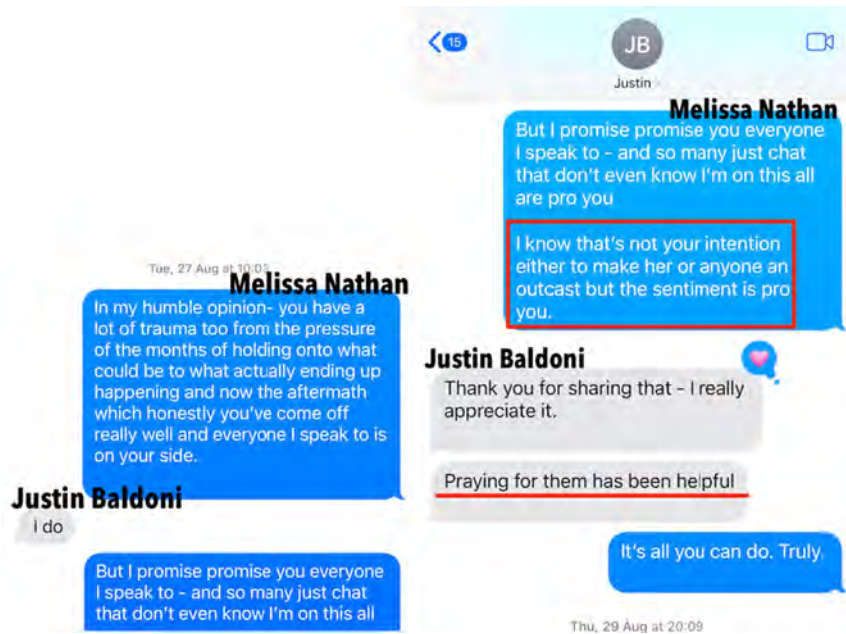 Tue, 27 Aug at 10:03
Melissa Nathan
In my humble opinion- you have a
lot of trauma too from the pressure
of the months of holding onto what
could be to what actually ending up
happening and now the aftermath
which honestly you've come off
really well and everyone I speak to is
on your side.
Justin Baldoni
I do
But I promise promise you everyone
I speak to - and so many just chat
that don't even know I'm on this all
15
JB
Justin
Melissa Nathan
But I promise promise you everyone
I speak to - and so many just chat
that don't even know I'm on this all
are pro you
I know that's not your intention
either to make her or anyone an
outcast but the sentiment is pro
you.
Justin Baldoni
Thank you for sharing that - I really
appreciate it.
Praying for them has been helpful
It's all you can do. Truly.
Thu, 29 Aug at 20:09